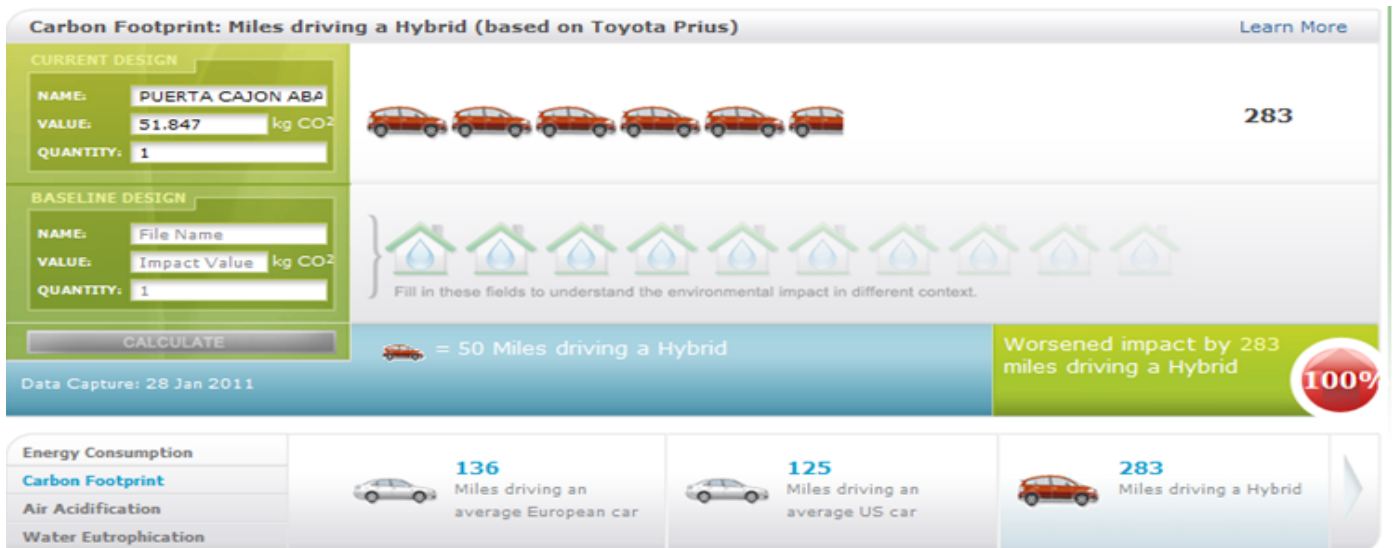 Carbon Footprint: Miles driving a Hybrid (based on Toyota Prius)
Learn More
CURRENT DESIGN
NAME: PUERTA CAJON ABA
VALUE: 51.847 kg CO2
QUANTITY: 1
283
BASELINE DESIGN
NAME: File Name
VALUE: Impact Value kg CO2
QUANTITY: 1
Fill in these fields to understand the environmental impact in different context.
CALCULATE
Data Capture: 28 Jan 2011
= 50 Miles driving a Hybrid
Worsened impact by 283
miles driving a Hybrid
100%
Energy Consumption
Carbon Footprint
Air Acidification
Water Eutrophication
136
Miles driving an
average European car
125
Miles driving an
average US car
283
Miles driving a Hybrid